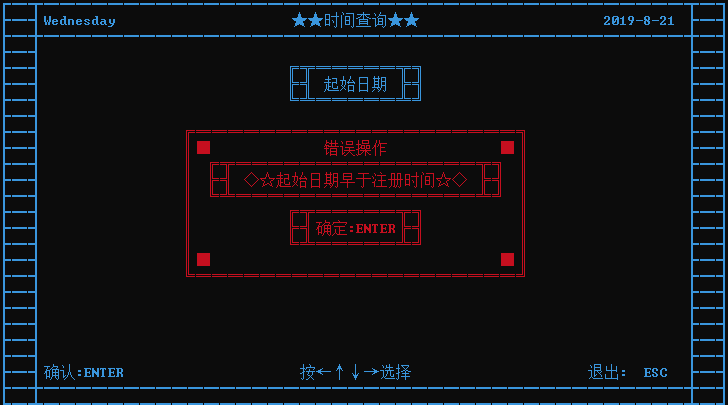 Wednesday ★★时间查询★★ 2019-8-21
起始日期
错误操作
◇☆起始日期早于注册时间☆◇
确定:ENTER
确认:ENTER 按←↑↓→选择 退出: ESC